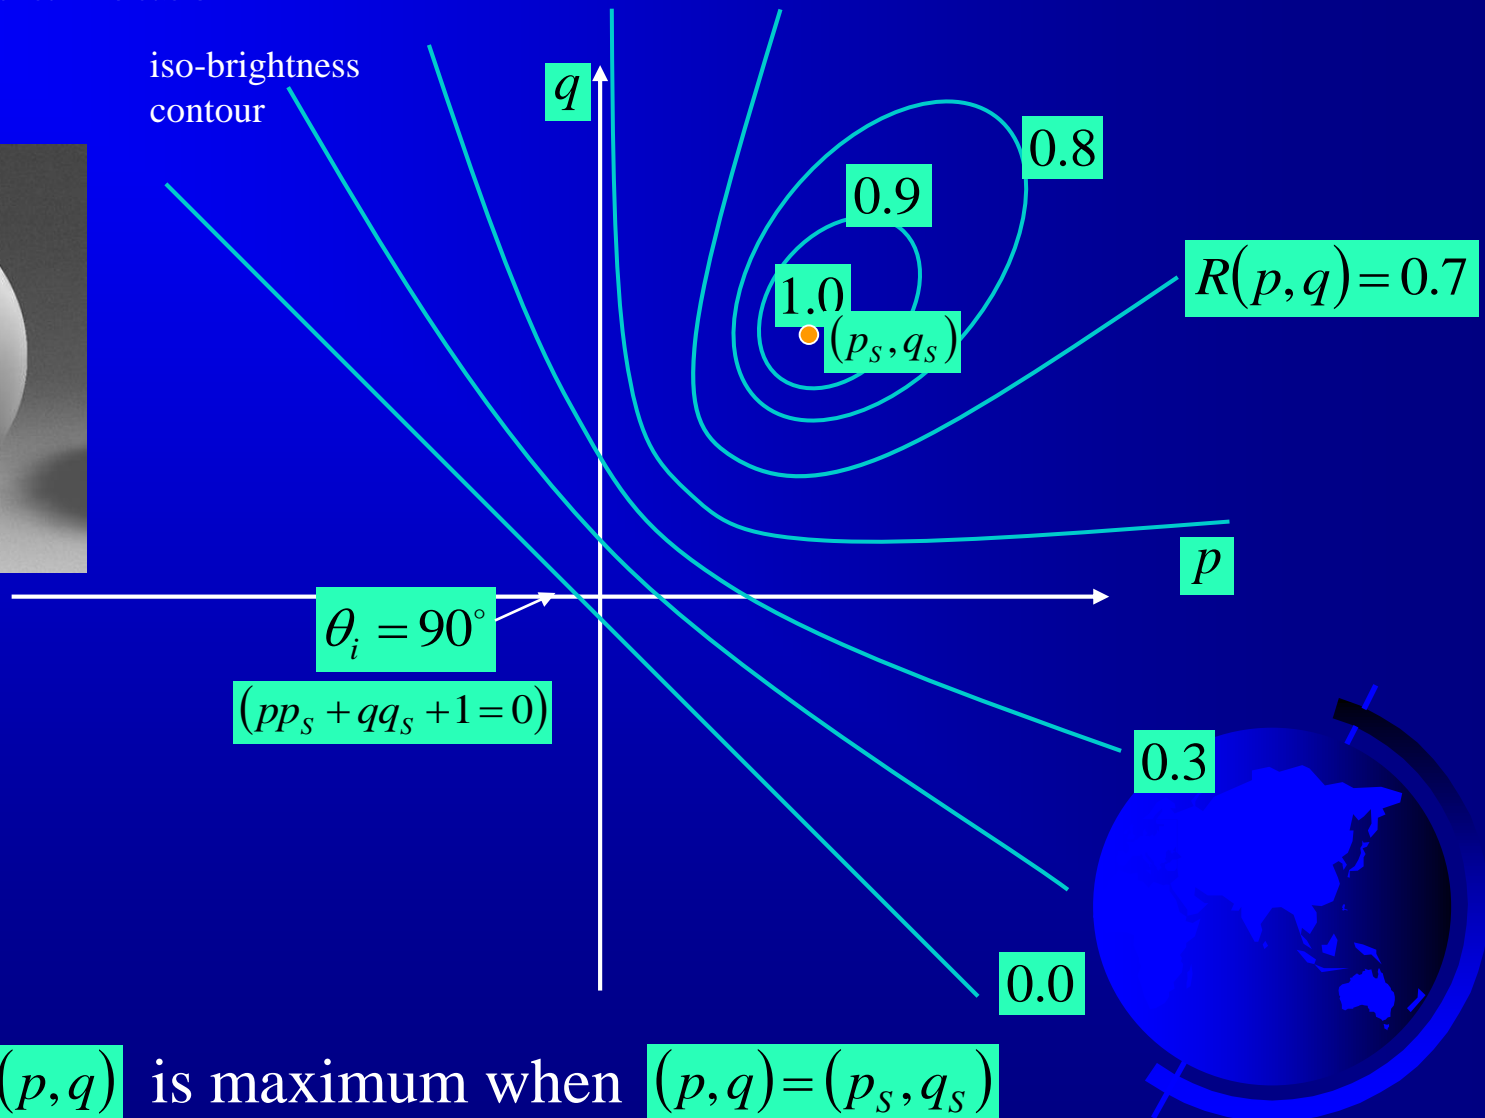 iso-brightness
contour
q
0.8
0.9
1.0
(p_S, q_S)
R(p, q) = 0.7
p
θ_i = 90°
(pp_S + qq_S + 1 = 0)
0.3
0.0
(p, q) is maximum when (p, q) = (p_S, q_S)